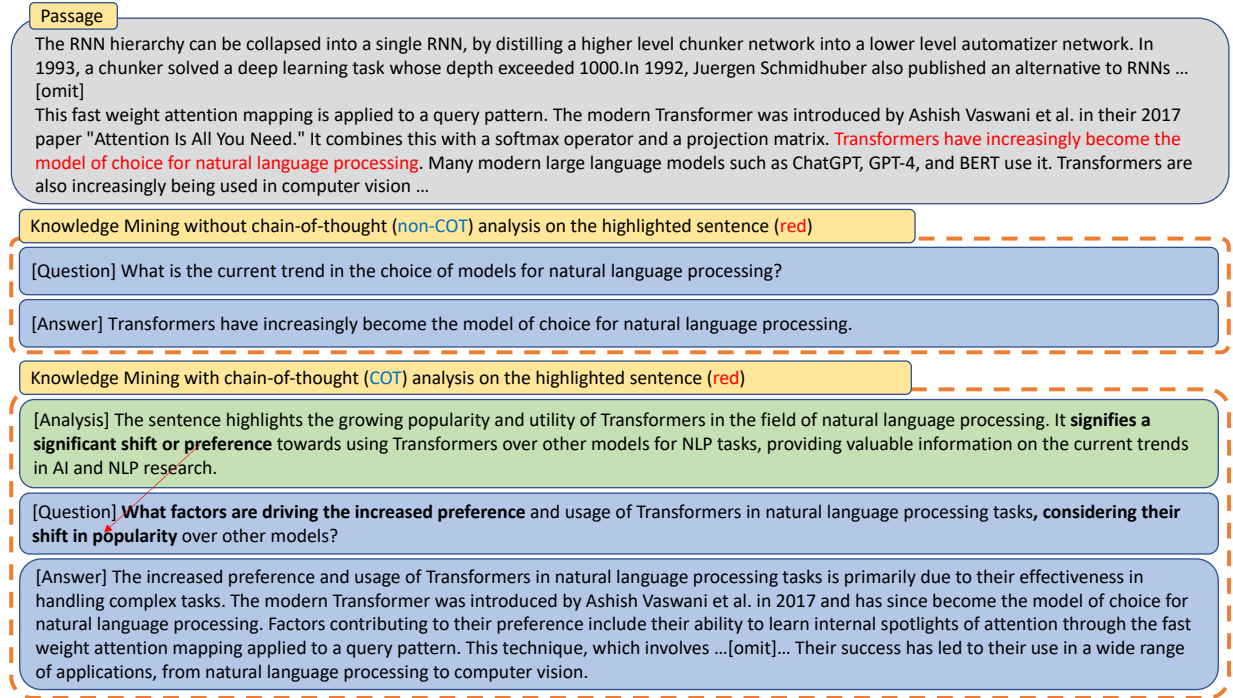 Passage
The RNN hierarchy can be collapsed into a single RNN, by distilling a higher level chunker network into a lower level automatizer network. In
1993, a chunker solved a deep learning task whose depth exceeded 1000.In 1992, Juergen Schmidhuber also published an alternative to RNNs ...
[omit]
This fast weight attention mapping is applied to a query pattern. The modern Transformer was introduced by Ashish Vaswani et al. in their 2017
paper "Attention Is All You Need." It combines this with a softmax operator and a projection matrix. Transformers have increasingly become the
model of choice for natural language processing. Many modern large language models such as ChatGPT, GPT-4, and BERT use it. Transformers are
also increasingly being used in computer vision ...
Knowledge Mining without chain-of-thought (non-COT) analysis on the highlighted sentence (red)
[Question] What is the current trend in the choice of models for natural language processing?
[Answer] Transformers have increasingly become the model of choice for natural language processing.
Knowledge Mining with chain-of-thought (COT) analysis on the highlighted sentence (red)
[Analysis] The sentence highlights the growing popularity and utility of Transformers in the field of natural language processing. It signifies a
significant shift or preference towards using Transformers over other models for NLP tasks, providing valuable information on the current trends
in AI and NLP research.
[Question] What factors are driving the increased preference and usage of Transformers in natural language processing tasks, considering their
shift in popularity over other models?
[Answer] The increased preference and usage of Transformers in natural language processing tasks is primarily due to their effectiveness in
handling complex tasks. The modern Transformer was introduced by Ashish Vaswani et al. in 2017 and has since become the model of choice for
natural language processing. Factors contributing to their preference include their ability to learn internal spotlights of attention through the fast
weight attention mapping applied to a query pattern. This technique, which involves ...[omit]... Their success has led to their use in a wide range
of applications, from natural language processing to computer vision.